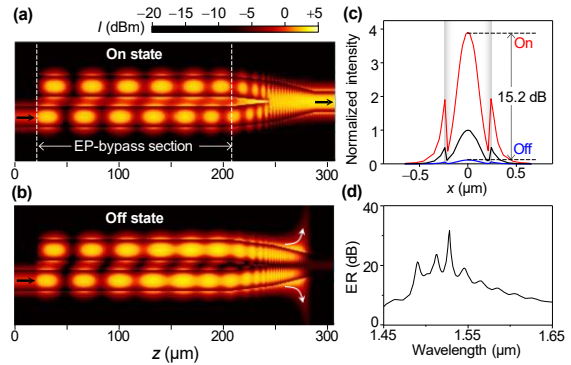 (a)
I (dBm)
−20 −15 −10 −5 0 +5
On state
EP-bypass section
0 100 200 300
(b)
Off state
0 100 200 300
z (μm)
(c)
Normalized intensity
4
3
2
1
0
On
15.2 dB
Off
−0.5 0 0.5
x (μm)
(d)
ER (dB)
40
20
0
1.45 1.55 1.65
Wavelength (μm)